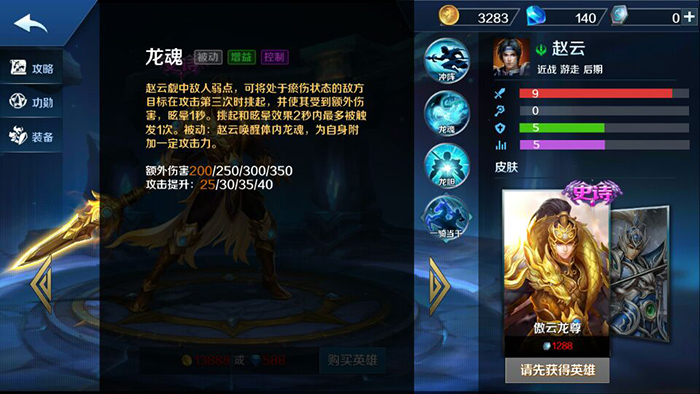 3283
140
0
攻略
功勋
装备
龙魂 被动 增益 控制
赵云觑中敌人弱点，可将处于瘀伤状态的敌方
目标在攻击第三次时挑起，并使其受到额外伤
害，眩晕1秒。挑起和眩晕效果2秒内最多被触
发1次。被动：赵云唤醒体内龙魂，为自身附
加一定攻击力。
额外伤害200/250/300/350
攻击提升：25/30/35/40
13888 或 588
购买英雄
冲阵
龙魂
龙胆
一骑当千
赵云
近战 游走 后期
9
0
5
5
皮肤
史诗
傲云龙尊
1288
请先获得英雄